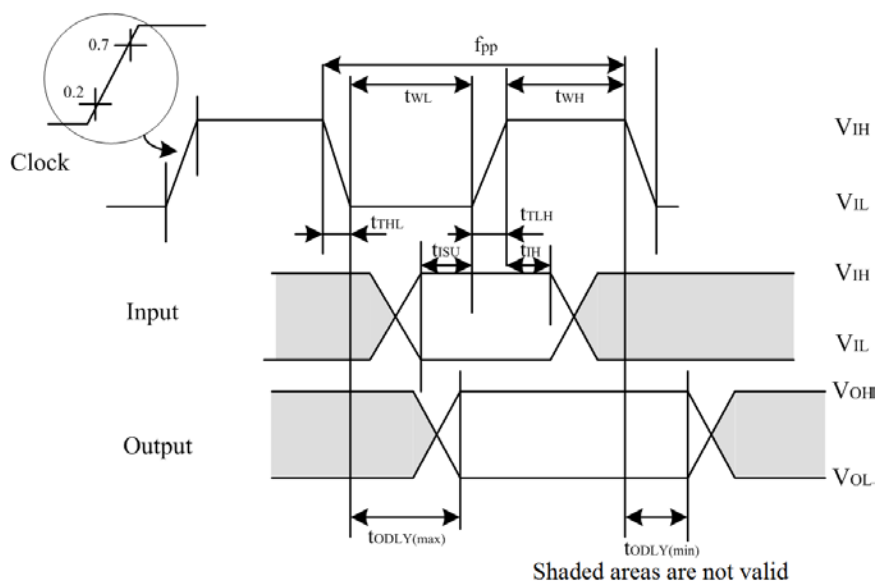 fpp
0.7
tWL
tWH
0.2
VIH
Clock
VIL
tTHL
tTLH
tISU
tIH
VIH
Input
VIL
VOH
Output
VOL
tODLY(max)
tODLY(min)
Shaded areas are not valid